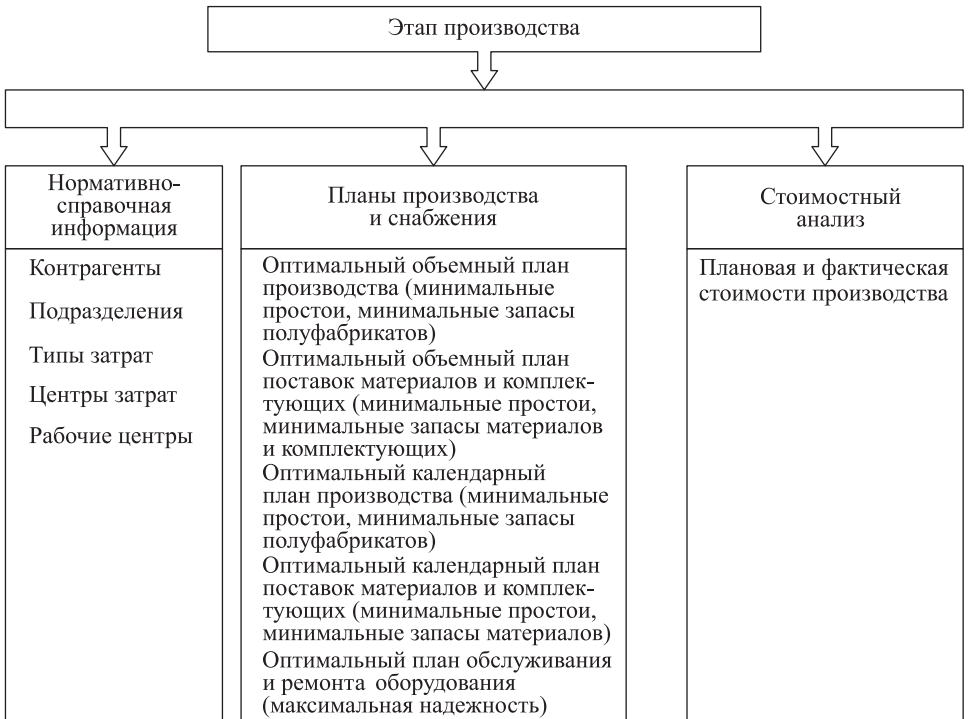 Этап производства
Нормативно-
справочная
информация
Контрагенты
Подразделения
Типы затрат
Центры затрат
Рабочие центры
Планы производства
и снабжения
Оптимальный объемный план
производства (минимальные
простои, минимальные запасы
полуфабрикатов)
Оптимальный объемный план
поставок материалов и комплек-
тующих (минимальные простои,
минимальные запасы материалов
и комплектующих)
Оптимальный календарный
план производства (минимальные
простои, минимальные запасы
полуфабрикатов)
Оптимальный календарный план
поставок материалов и комплек-
тующих (минимальные простои,
минимальные запасы материалов)
Оптимальный план обслуживания
и ремонта оборудования
(максимальная надежность)
Стоимостный
анализ
Плановая и фактическая
стоимости производства